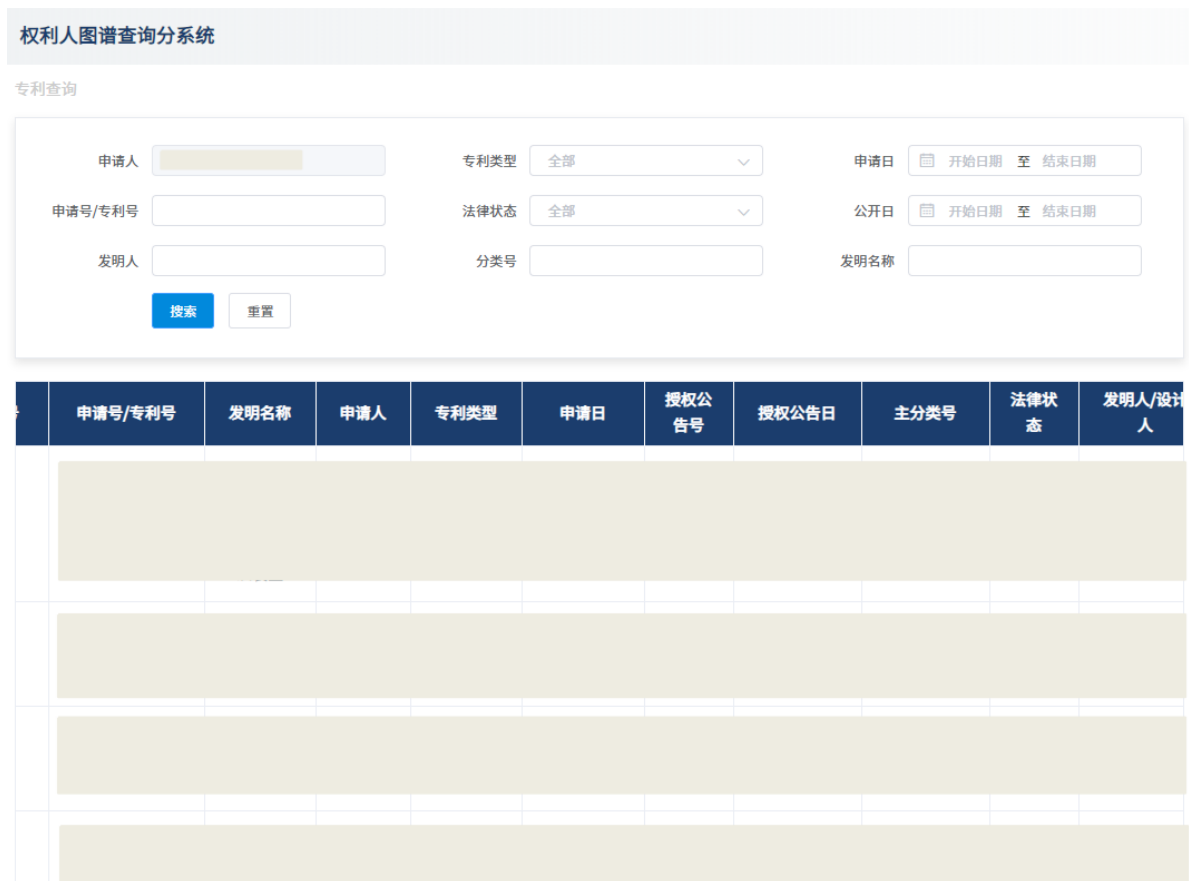 权利人图谱查询分系统
专利查询
申请人 专利类型 全部 申请日 开始日期 至 结束日期
申请号/专利号 法律状态 全部 公开日 开始日期 至 结束日期
发明人 分类号 发明名称
搜索 重置
申请号/专利号 发明名称 申请人 专利类型 申请日 授权公告号 授权公告日 主分类号 法律状态 发明人/设计人